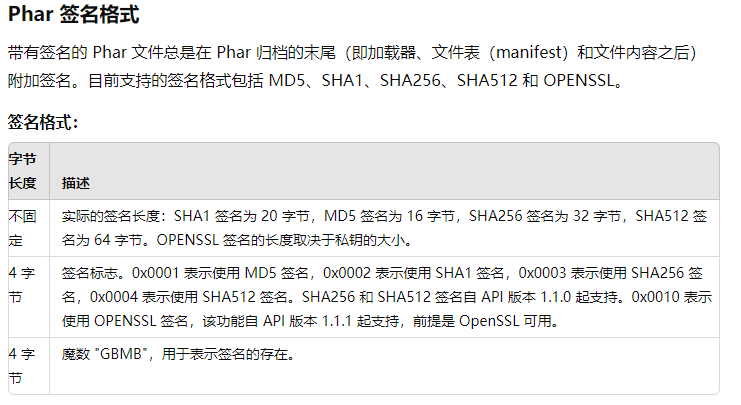 Phar 签名格式
带有签名的 Phar 文件总是在 Phar 归档的末尾（即加载器、文件表（manifest）和文件内容之后）
附加签名。目前支持的签名格式包括 MD5、SHA1、SHA256、SHA512 和 OPENSSL。
签名格式：
字节
长度
描述
不固
定
实际的签名长度：SHA1 签名为 20 字节，MD5 签名为 16 字节，SHA256 签名为 32 字节，SHA512 签
名为 64 字节。OPENSSL 签名的长度取决于私钥的大小。
4 字
节
签名标志。0x0001 表示使用 MD5 签名，0x0002 表示使用 SHA1 签名，0x0003 表示使用 SHA256 签
名，0x0004 表示使用 SHA512 签名。SHA256 和 SHA512 签名自 API 版本 1.1.0 起支持。0x0010 表示
使用 OPENSSL 签名，该功能自 API 版本 1.1.1 起支持，前提是 OpenSSL 可用。
4 字
节
魔数 "GBMB"，用于表示签名的存在。